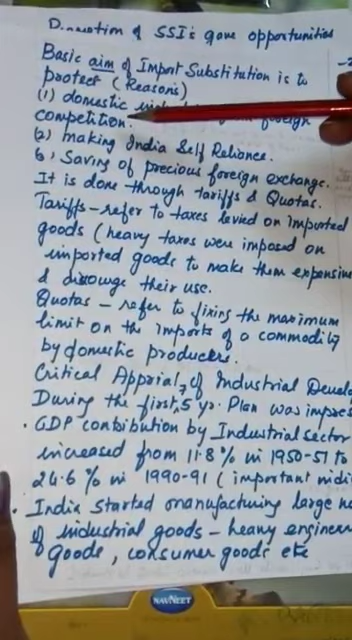 of SSI's gave opportunities
Basic aim of Import Substitution is to
protect (Reasons)
(1) domestic foreign
competition.
(2) making India Self Reliance.
Saving of precious foreign exchange.
It is done through tariffs & Quotas.
Tariffs - refer to taxes levied on imported
goods (heavy taxes were imposed on
imported goods to make them expensive
& discourage their use.
Quotas - refer to fixing the maximum
limit on the imports of a commodity
by domestic producers.
Critical of Industrial
During the first, 5 yr. Plan was
• GDP contribution by Industrial sector
increased from 11.8% in 1950-51 to
24.6% in 1990-91 (important
• India started manufacturing large
of industrial goods - heavy
goods, consumer goods etc
NAVNEET